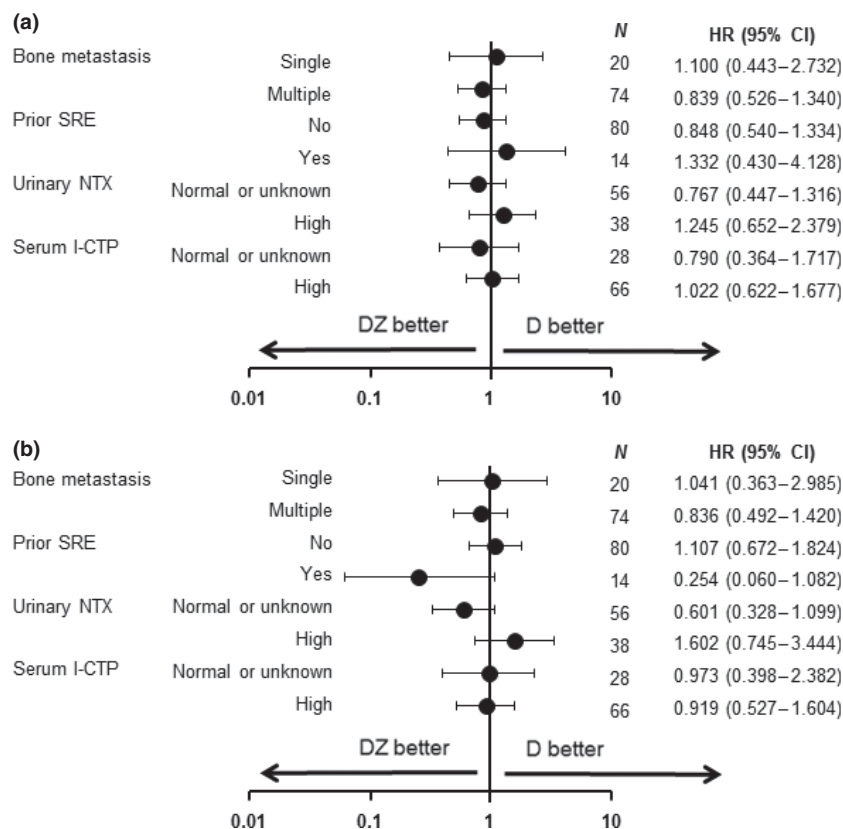 (a)
N HR (95% CI)
Bone metastasis Single 20 1.100 (0.443–2.732)
Multiple 74 0.839 (0.526–1.340)
Prior SRE No 80 0.848 (0.540–1.334)
Yes 14 1.332 (0.430–4.128)
Urinary NTX Normal or unknown 56 0.767 (0.447–1.316)
High 38 1.245 (0.652–2.379)
Serum I-CTP Normal or unknown 28 0.790 (0.364–1.717)
High 66 1.022 (0.622–1.677)
DZ better D better
0.01 0.1 1 10
(b)
N HR (95% CI)
Bone metastasis Single 20 1.041 (0.363–2.985)
Multiple 74 0.836 (0.492–1.420)
Prior SRE No 80 1.107 (0.672–1.824)
Yes 14 0.254 (0.060–1.082)
Urinary NTX Normal or unknown 56 0.601 (0.328–1.099)
High 38 1.602 (0.745–3.444)
Serum I-CTP Normal or unknown 28 0.973 (0.398–2.382)
High 66 0.919 (0.527–1.604)
DZ better D better
0.01 0.1 1 10